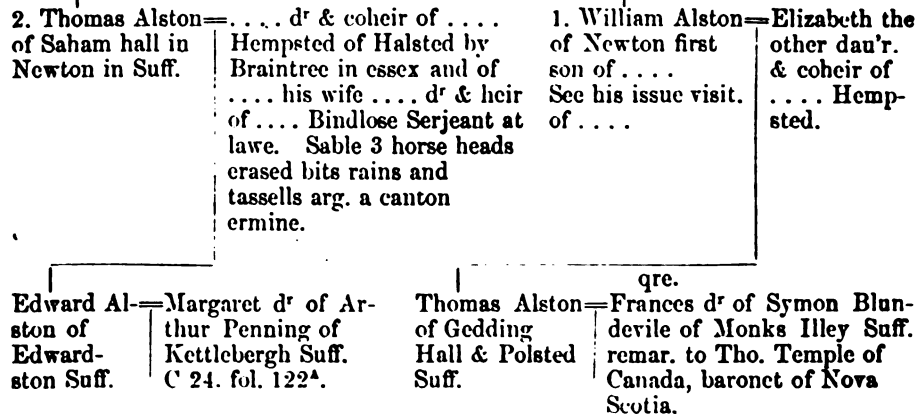 2. Thomas Alston=
of Saham hall in
Newton in Suff.
. . . . dʳ & coheir of . . . .
Hempsted of Halsted by
Braintree in essex and of
. . . . his wife . . . . dʳ & heir
of . . . . Bindlose Serjeant at
lawe. Sable 3 horse heads
erased bits rains and
tassells arg. a canton
ermine.
1. William Alston=
of Newton first
son of . . . .
See his issue visit.
of . . . .
Elizabeth the
other dau'r.
& coheir of
. . . . Hemp-
sted.
Edward Al-=
ston of
Edward-
ston Suff.
Margaret dʳ of Ar-
thur Penning of
Kettlebergh Suff.
C 24. fol. 122ᴬ.
qre.
Thomas Alston=
of Gedding
Hall & Polsted
Suff.
Frances dʳ of Symon Blun-
devile of Monks Illey Suff.
remar. to Tho. Temple of
Canada, baronet of Nova
Scotia.